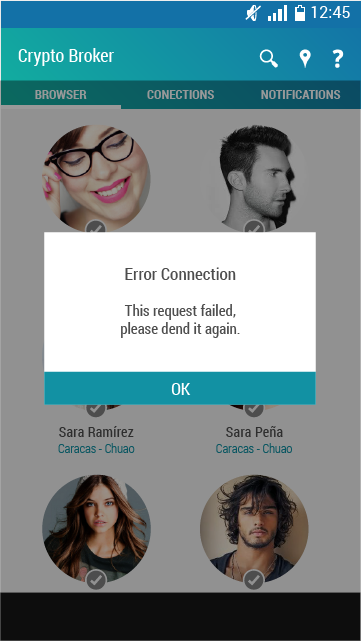 12:45
Crypto Broker
BROWSER CONECTIONS NOTIFICATIONS
Error Connection
This request failed,
please dend it again.
OK
Sara Ramírez Sara Peña
Caracas - Chuao Caracas - Chuao